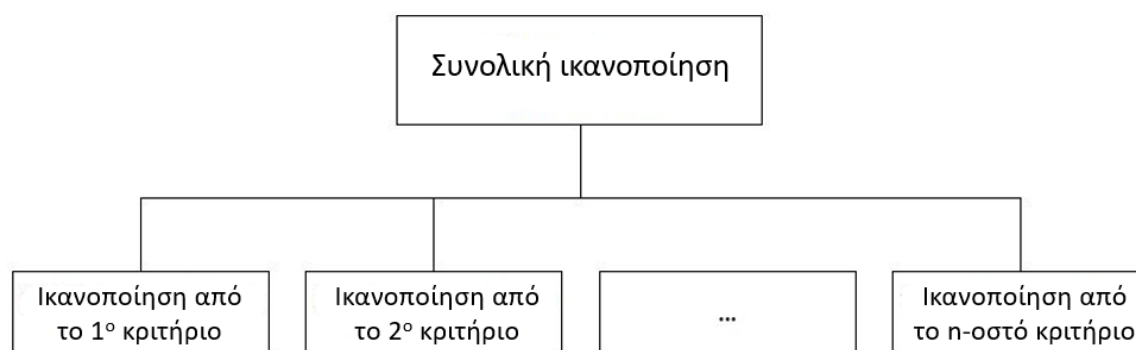 Συνολική ικανοποίηση
Ικανοποίηση από
το 1ο κριτήριο
Ικανοποίηση από
το 2ο κριτήριο
...
Ικανοποίηση από
το n-οστό κριτήριο